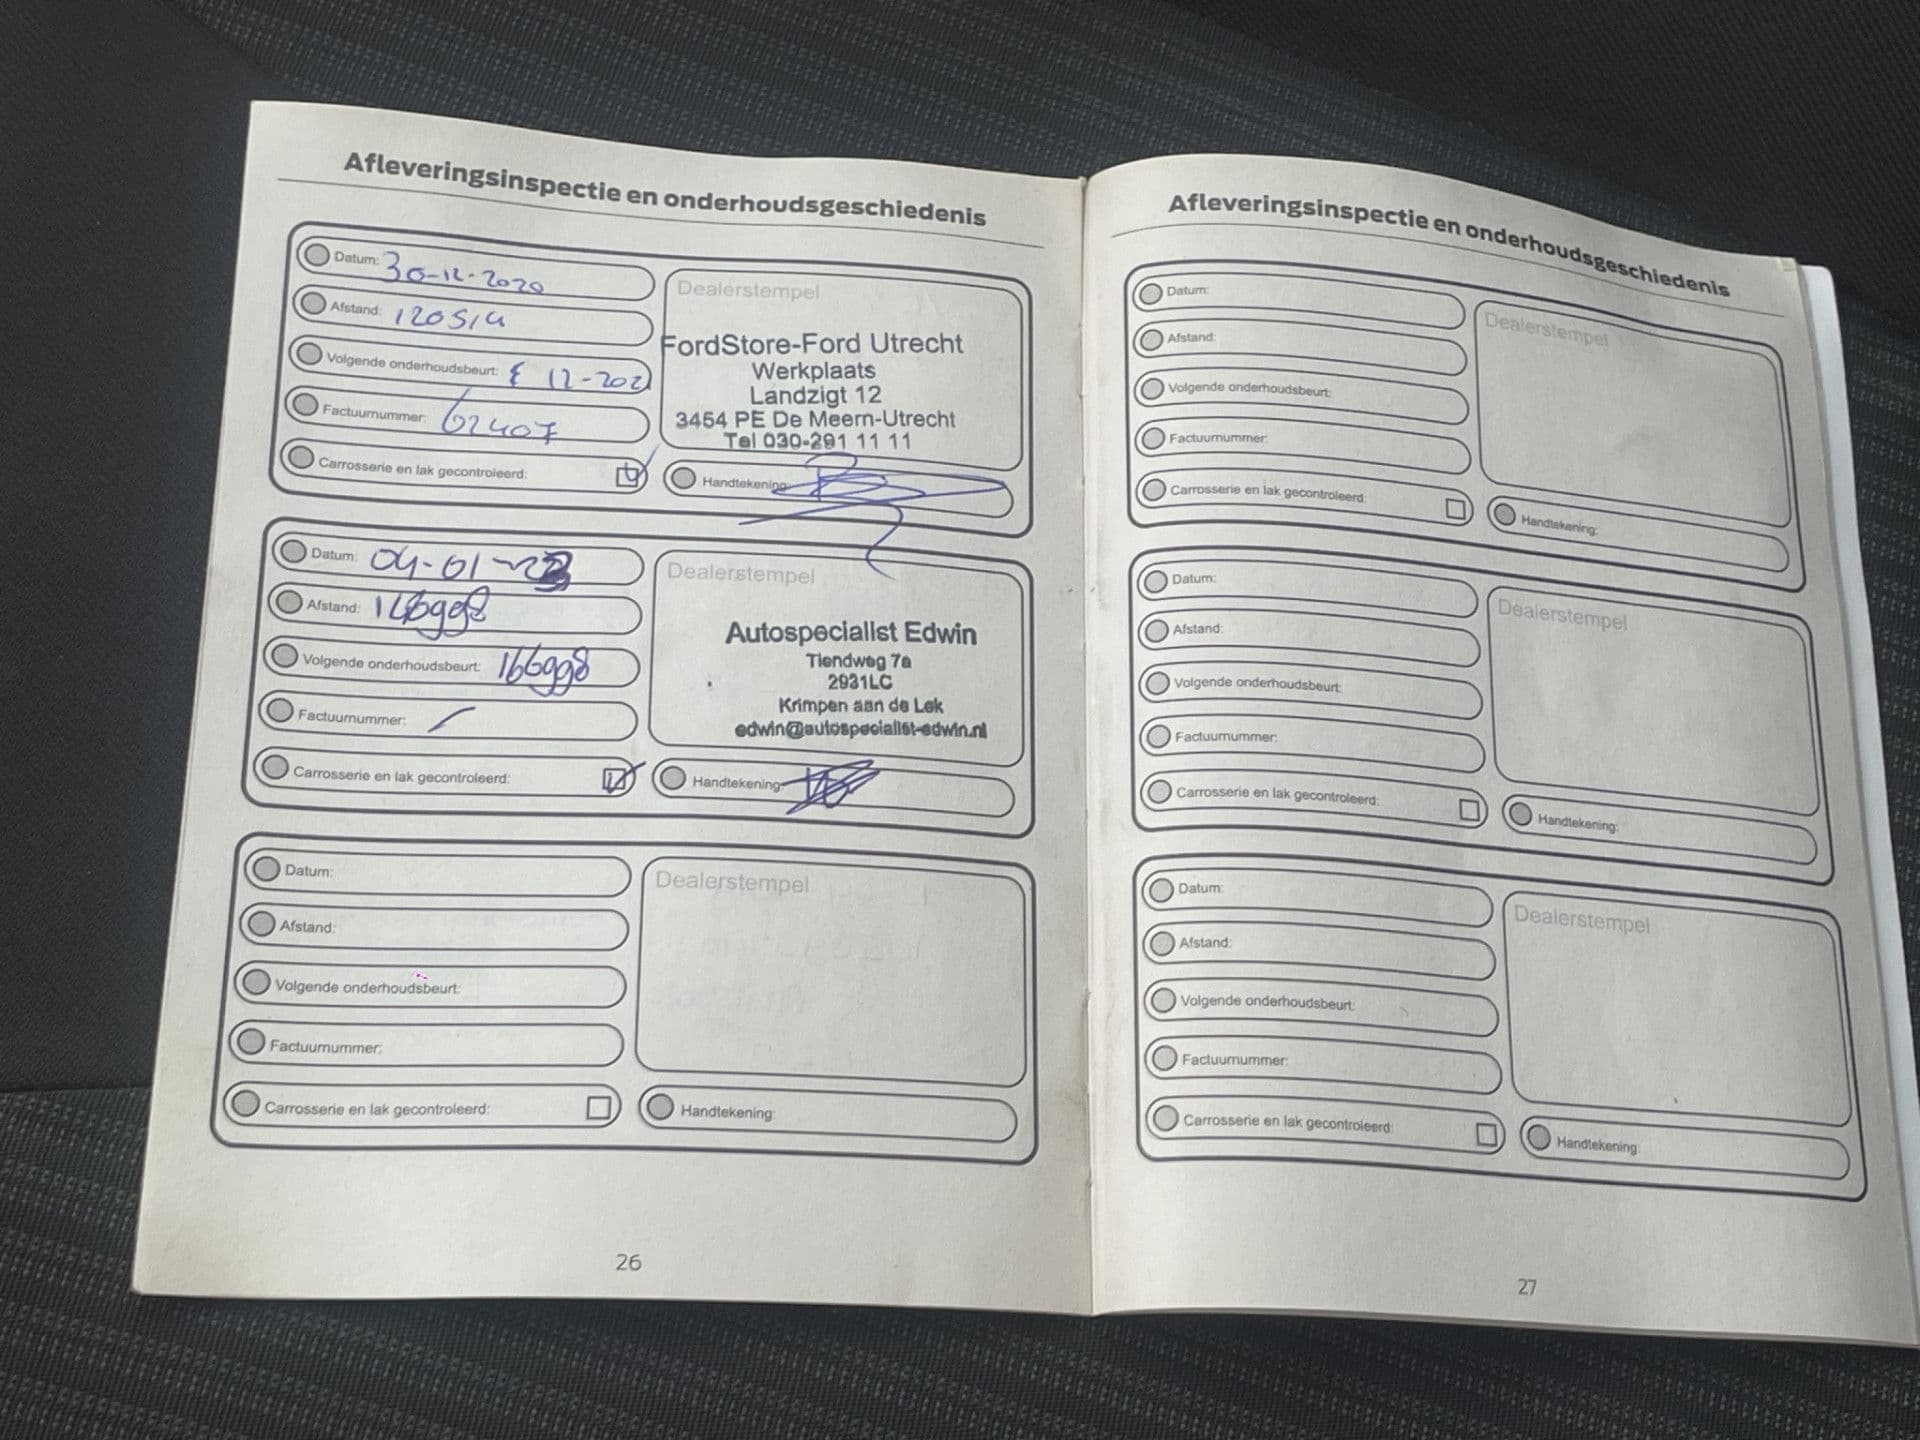 Afleveringsinspectie en onderhoudsgeschiedenis
Datum: 30-12-2020
Afstand: 120514
Volgende onderhoudsbeurt: 12-2021
Factuurnummer: 62407
Carrosserie en lak gecontroleerd:
Dealerstempel
FordStore-Ford Utrecht
Werkplaats
Landzigt 12
3454 PE De Meern-Utrecht
Tel 030-291 11 11
Handtekening:
Datum: 04-01-23
Afstand: 146998
Volgende onderhoudsbeurt: 166998
Factuurnummer:
Carrosserie en lak gecontroleerd:
Dealerstempel
Autospecialist Edwin
Tiendweg 7a
2931LC
Krimpen aan de Lek
edwin@autospecialist-edwin.nl
Handtekening:
Datum:
Afstand:
Volgende onderhoudsbeurt:
Factuurnummer:
Carrosserie en lak gecontroleerd:
Dealerstempel
Handtekening:
26
Afleveringsinspectie en onderhoudsgeschiedenis
Datum:
Afstand:
Volgende onderhoudsbeurt:
Factuurnummer:
Carrosserie en lak gecontroleerd:
Dealerstempel
Handtekening:
Datum:
Afstand:
Volgende onderhoudsbeurt:
Factuurnummer:
Carrosserie en lak gecontroleerd:
Dealerstempel
Handtekening:
Datum:
Afstand:
Volgende onderhoudsbeurt:
Factuurnummer:
Carrosserie en lak gecontroleerd:
Dealerstempel
Handtekening:
27